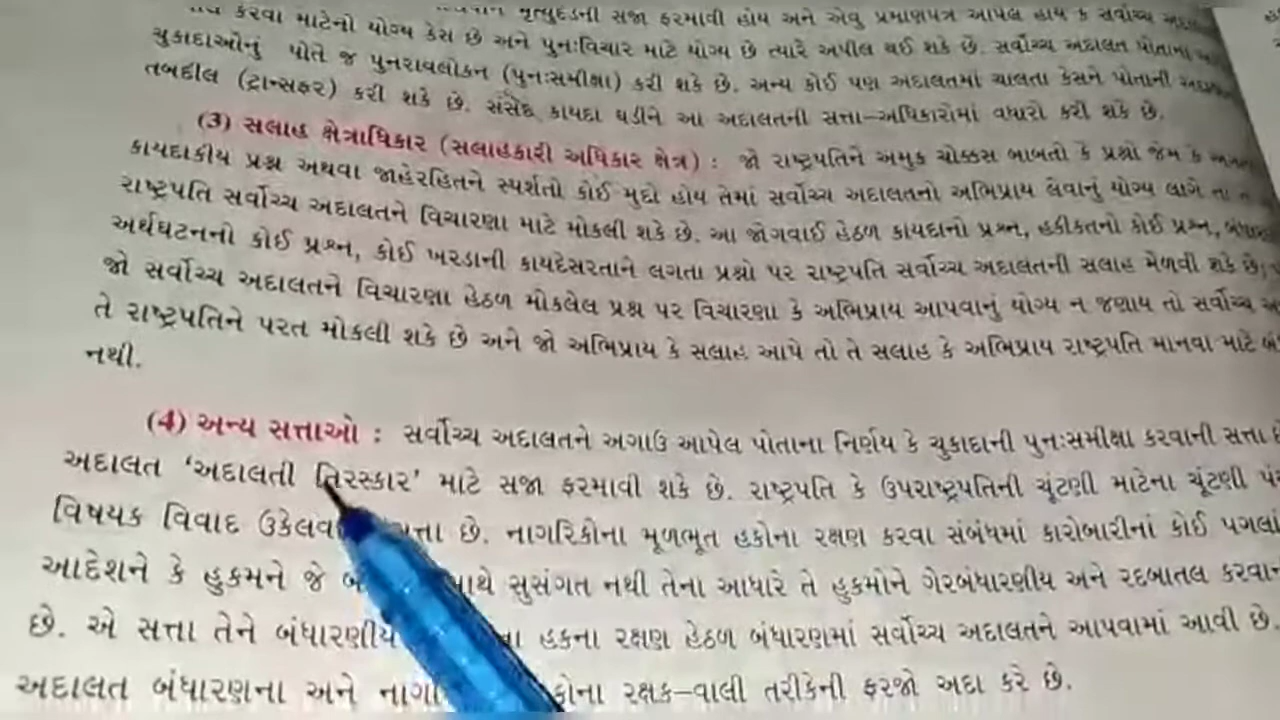 કરવા માટેનો યોગ્ય કેસ છે અને પુનઃવિચાર માટે યોગ્ય છે ત્યારે અપીલ થઈ શકે છે. સર્વોચ્ચ અદાલત પોતાના
ચુકાદાઓનું પોતે જ પુનરાવલોકન (પુનઃસમીક્ષા) કરી શકે છે. અન્ય કોઈ પણ અદાલતમાં ચાલતા કેસને પોતાની
તબદીલ (ટ્રાન્સફર) કરી શકે છે. સંસદ કાયદા ઘડીને આ અદાલતની સત્તા-અધિકારોમાં વધારો કરી શકે છે.
(3) સલાહ ક્ષેત્રાધિકાર (સલાહકારી અધિકાર ક્ષેત્ર) : જો રાષ્ટ્રપતિને અમુક ચોક્કસ બાબતો કે પ્રશ્નો જેમ કે
કાયદાકીય પ્રશ્ન અથવા જાહેરહિતને સ્પર્શતો કોઈ મુદ્દો હોય તેમાં સર્વોચ્ચ અદાલતનો અભિપ્રાય લેવાનું યોગ્ય લાગે તો
રાષ્ટ્રપતિ સર્વોચ્ચ અદાલતને વિચારણા માટે મોકલી શકે છે. આ જોગવાઈ હેઠળ કાયદાનો પ્રશ્ન, હકીકતનો કોઈ પ્રશ્ન,
અર્થઘટનનો કોઈ પ્રશ્ન, કોઈ ખરડાની કાયદેસરતાને લગતા પ્રશ્નો પર રાષ્ટ્રપતિ સર્વોચ્ચ અદાલતની સલાહ મેળવી શકે છે;
જો સર્વોચ્ચ અદાલતને વિચારણા હેઠળ મોકલેલ પ્રશ્ન પર વિચારણા કે અભિપ્રાય આપવાનું યોગ્ય ન જણાય તો સર્વોચ્ચ
તે રાષ્ટ્રપતિને પરત મોકલી શકે છે અને જો અભિપ્રાય કે સલાહ આપે તો તે સલાહ કે અભિપ્રાય રાષ્ટ્રપતિ માનવા માટે
નથી.
(4) અન્ય સત્તાઓ : સર્વોચ્ચ અદાલતને અગાઉ આપેલ પોતાના નિર્ણય કે ચુકાદાની પુનઃસમીક્ષા કરવાની સત્તા
અદાલત ‘અદાલતી તિરસ્કાર’ માટે સજા ફરમાવી શકે છે. રાષ્ટ્રપતિ કે ઉપરાષ્ટ્રપતિની ચૂંટણી માટેના ચૂંટણી
વિષયક વિવાદ છે. નાગરિકોના મૂળભૂત હકોના રક્ષણ કરવા સંબંધમાં કારોબારીનાં કોઈ પગલાં
આદેશને કે હુકમને જે સુસંગત નથી તેના આધારે તે હુકમોને ગેરબંધારણીય અને રદબાતલ
છે. એ સત્તા તેને બંધારણીય હકના રક્ષણ હેઠળ બંધારણમાં સર્વોચ્ચ અદાલતને આપવામાં આવી છે.
અદાલત બંધારણના અને રક્ષક-વાલી તરીકેની ફરજો અદા કરે છે.